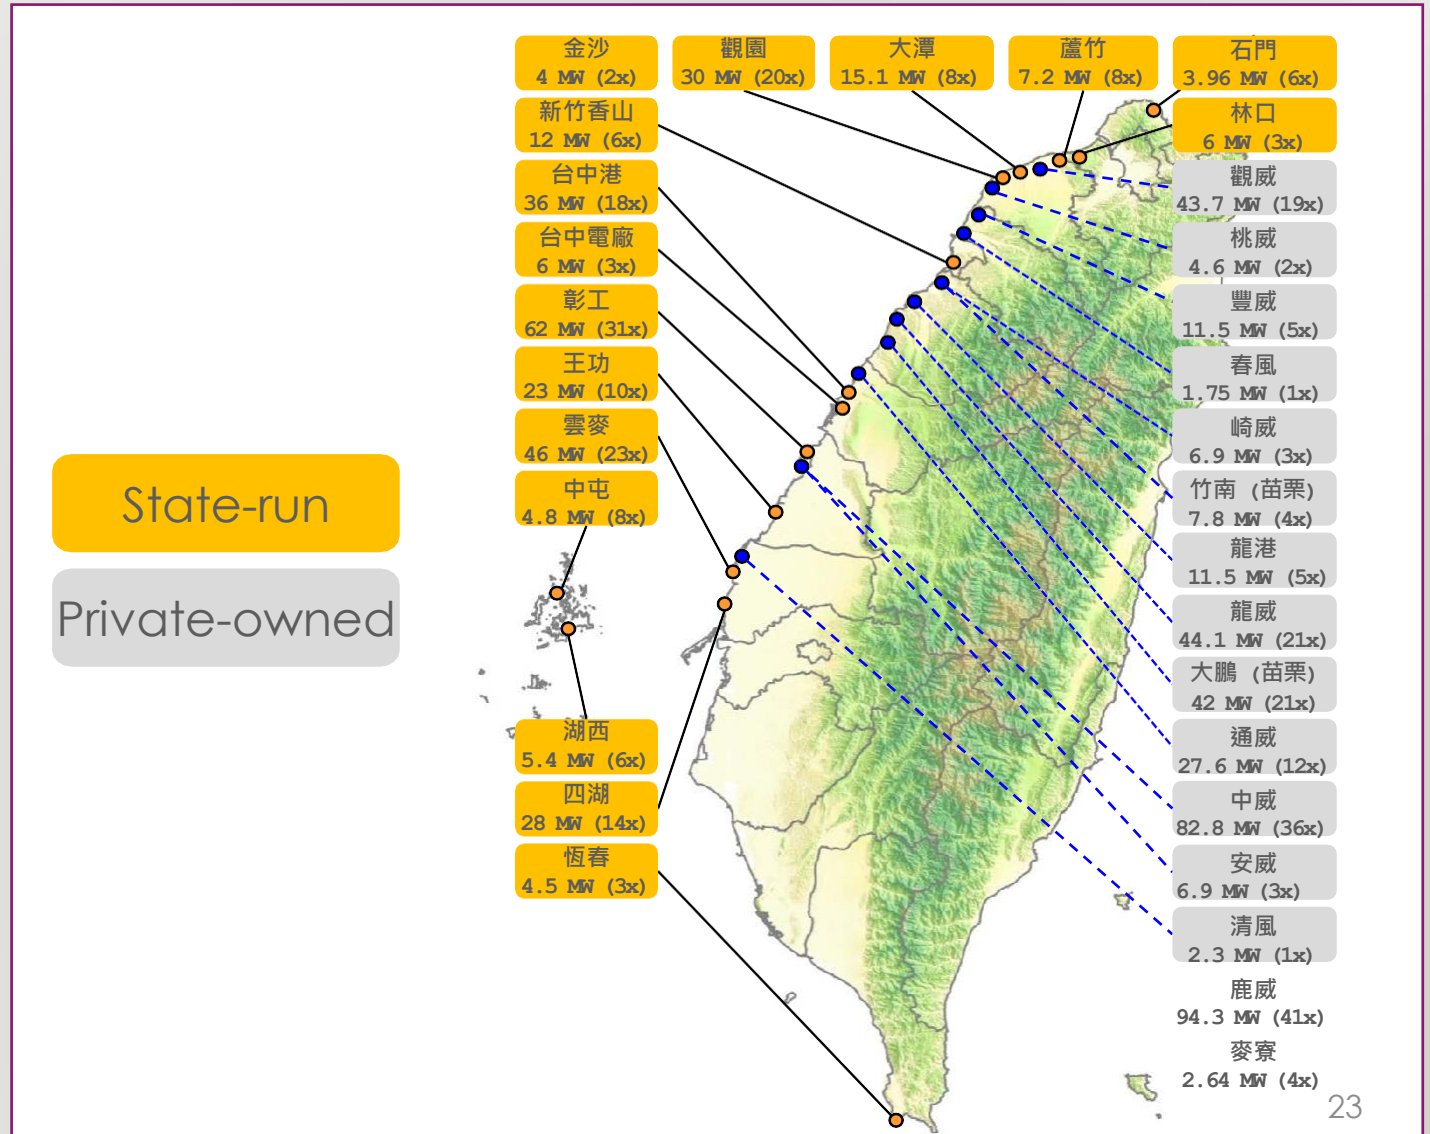 金沙
4 MW (2x)
觀園
30 MW (20x)
大潭
15.1 MW (8x)
蘆竹
7.2 MW (8x)
石門
3.96 MW (6x)
新竹香山
12 MW (6x)
台中港
36 MW (18x)
台中電廠
6 MW (3x)
彰工
62 MW (31x)
王功
23 MW (10x)
雲麥
46 MW (23x)
中屯
4.8 MW (8x)
湖西
5.4 MW (6x)
四湖
28 MW (14x)
恆春
4.5 MW (3x)
林口
6 MW (3x)
觀威
43.7 MW (19x)
桃威
4.6 MW (2x)
豐威
11.5 MW (5x)
春風
1.75 MW (1x)
崎威
6.9 MW (3x)
竹南 (苗栗)
7.8 MW (4x)
龍港
11.5 MW (5x)
龍威
44.1 MW (21x)
大鵬 (苗栗)
42 MW (21x)
通威
27.6 MW (12x)
中威
82.8 MW (36x)
安威
6.9 MW (3x)
清風
2.3 MW (1x)
鹿威
94.3 MW (41x)
麥寮
2.64 MW (4x)
State-run
Private-owned
23